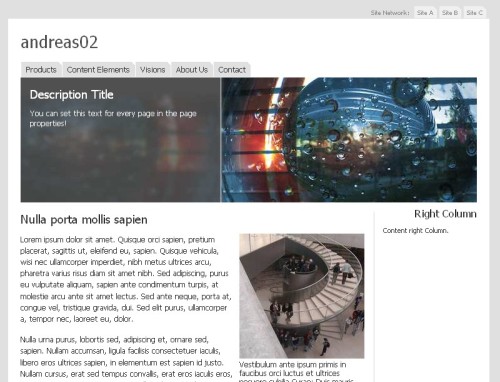 Site Network: Site A Site B Site C
andreas02
Products Content Elements Visions About Us Contact
Description Title
You can set this text for every page in the page
properties!
Nulla porta mollis sapien
Lorem ipsum dolor sit amet. Quisque orci sapien, pretium
placerat, sagittis ut, eleifend eu, sapien. Quisque vehicula,
wisi nec ullamcorper imperdiet, nibh metus ultrices arcu,
pharetra varius risus diam sit amet nibh. Sed adipiscing, purus
eu vulputate aliquam, sapien ante condimentum turpis, at
molestie arcu ante sit amet lectus. Sed ante neque, porta at,
congue vel, tristique gravida, dui. Sed elit purus, ullamcorper
a, tempor nec, laoreet eu, dolor.
Nulla urna purus, lobortis sed, adipiscing et, ornare sed,
sapien. Nullam accumsan, ligula facilisis consectetuer iaculis,
libero eros ultrices sapien, in elementum est sapien id justo.
Nullam cursus, erat sed tempus convallis, erat eros iaculis eros,
Vestibulum ante ipsum primis in
faucibus orci luctus et ultrices
posuere cubilia Curae; Duis mauris
Right Column
Content right Column.